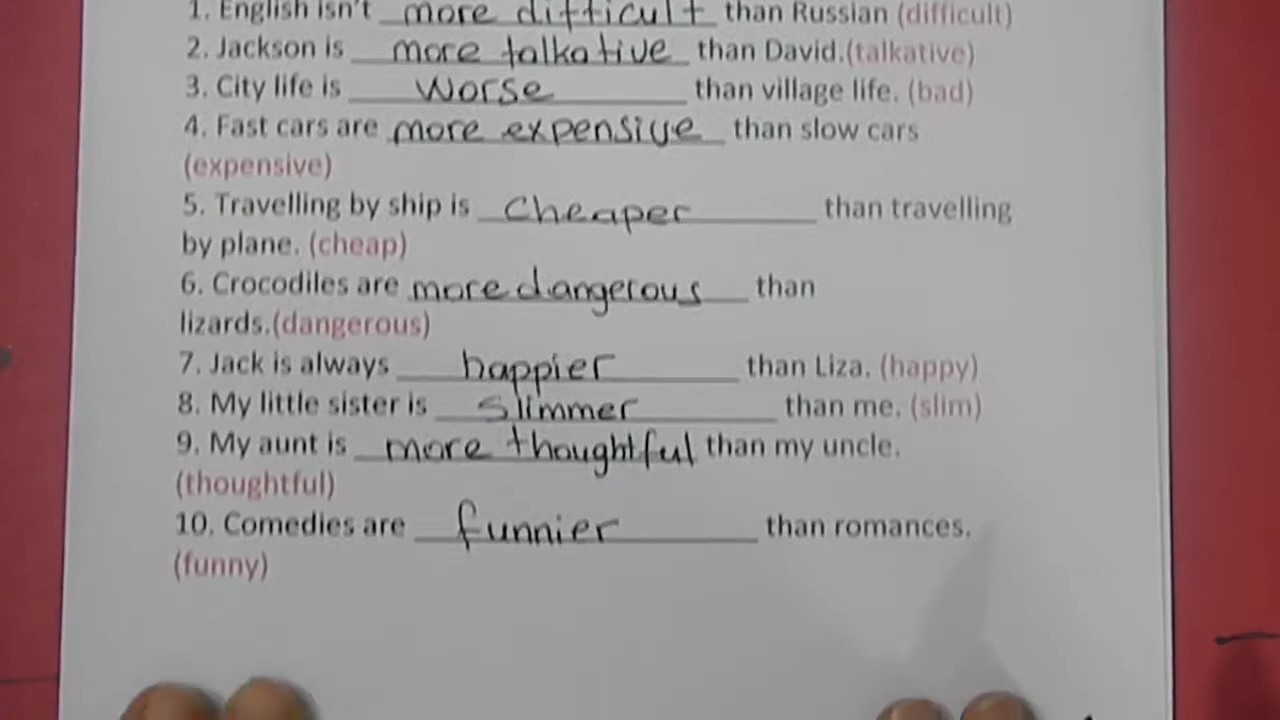 1. English isn't more difficult than Russian (difficult)
2. Jackson is more talkative than David.(talkative)
3. City life is worse than village life. (bad)
4. Fast cars are more expensive than slow cars
(expensive)
5. Travelling by ship is cheaper than travelling
by plane. (cheap)
6. Crocodiles are more dangerous than
lizards.(dangerous)
7. Jack is always happier than Liza. (happy)
8. My little sister is slimmer than me. (slim)
9. My aunt is more thoughtful than my uncle.
(thoughtful)
10. Comedies are funnier than romances.
(funny)